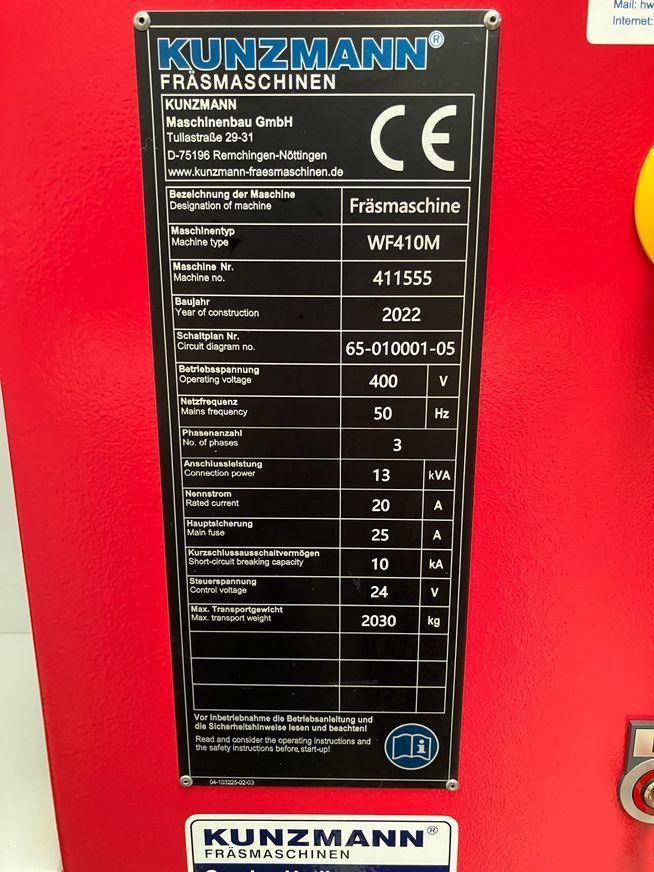 Mail: hw
Internet:
KUNZMANN®
FRÄSMASCHINEN
KUNZMANN
Maschinenbau GmbH
Tullastraße 29-31
D-75196 Remchingen-Nöttingen
www.kunzmann-fraesmaschinen.de
CE
Bezeichnung der Maschine
Designation of machine
Fräsmaschine
Maschinentyp
Machine type
WF410M
Maschine Nr.
Machine no.
411555
Baujahr
Year of construction
2022
Schaltplan Nr.
Circuit diagram no.
65-010001-05
Betriebsspannung
Operating voltage
400 V
Netzfrequenz
Mains frequency
50 Hz
Phasenanzahl
No. of phases
3
Anschlussleistung
Connection power
13 kVA
Nennstrom
Rated current
20 A
Hauptsicherung
Main fuse
25 A
Kurzschlussausschaltvermögen
Short-circuit breaking capacity
10 kA
Steuerspannung
Control voltage
24 V
Max. Transportgewicht
Max. transport weight
2030 kg
Vor Inbetriebnahme die Betriebsanleitung und
die Sicherheitshinweise lesen und beachten!
Read and consider the operating instructions and
the safety instructions before, start-up!
04-103225-02-03
KUNZMANN®
FRÄSMASCHINEN